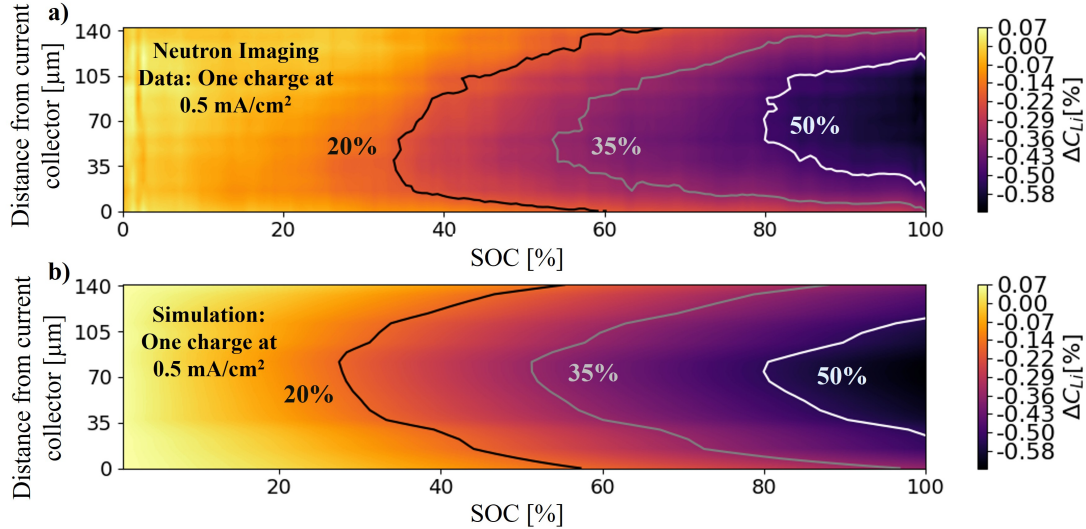 a)
Neutron Imaging
Data: One charge at
0.5 mA/cm²
20%
35%
50%
Distance from current
collector [µm]
140
105
70
35
0
0 20 40 60 80 100
SOC [%]
0.07
0.00
-0.07
-0.14
-0.22
-0.29
-0.36
-0.43
-0.50
-0.58
ΔC_Li[%]
b)
Simulation:
One charge at
0.5 mA/cm²
20%
35%
50%
Distance from current
collector [µm]
140
105
70
35
0
20 40 60 80 100
SOC [%]
0.07
0.00
-0.07
-0.14
-0.22
-0.29
-0.36
-0.43
-0.50
-0.58
ΔC_Li[%]